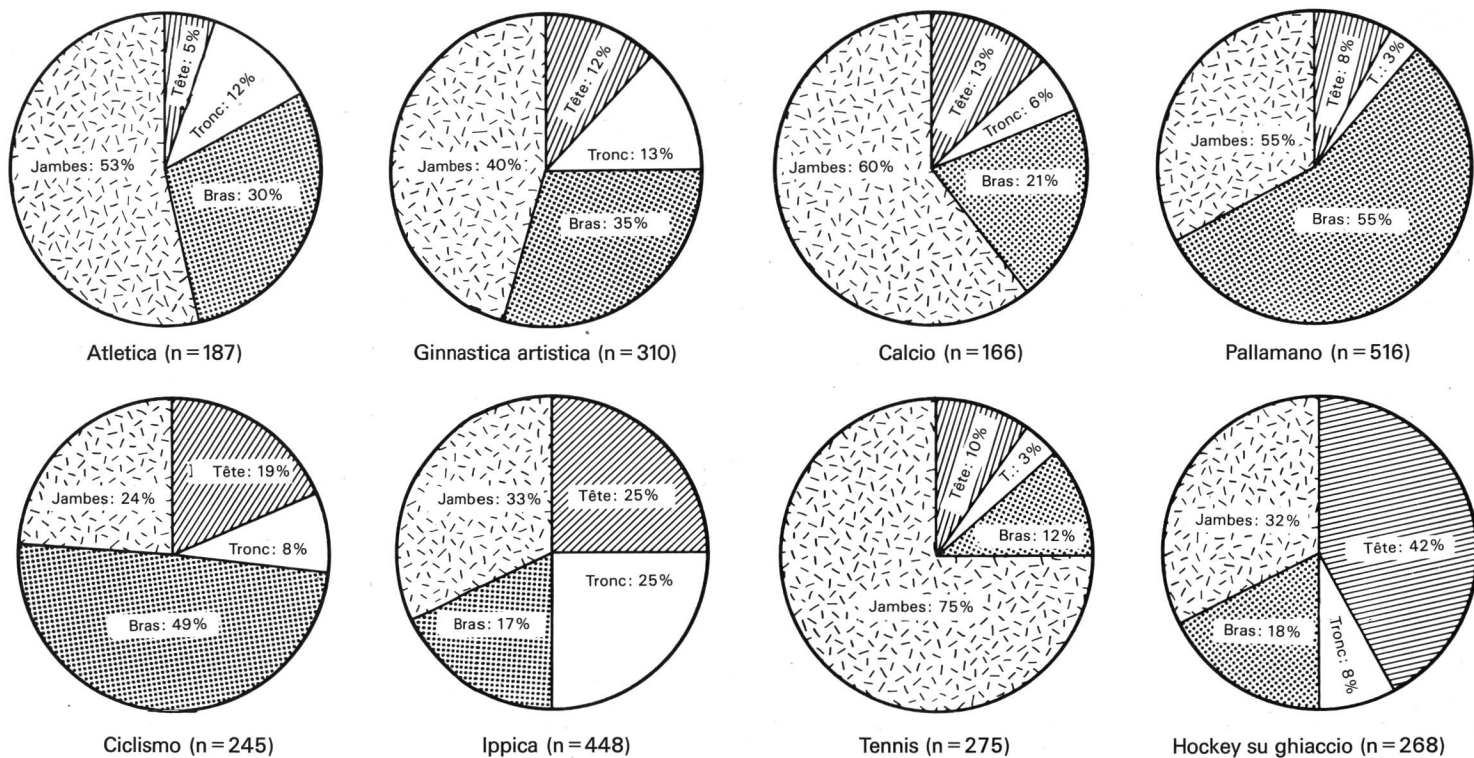 Tête: 5%
Tronc: 12%
Jambes: 53%
Bras: 30%
Atletica (n=187)
Tête: 12%
Tronc: 13%
Jambes: 40%
Bras: 35%
Ginnastica artistica (n=310)
Tête: 13%
Tronc: 6%
Jambes: 60%
Bras: 21%
Calcio (n=166)
Tête: 8%
T.: 3%
Jambes: 55%
Bras: 55%
Pallamano (n=516)
Tête: 19%
Jambes: 24%
Tronc: 8%
Bras: 49%
Ciclismo (n=245)
Jambes: 33%
Tête: 25%
Tronc: 25%
Bras: 17%
Ippica (n=448)
Tête: 10%
T.: 3%
Bras: 12%
Jambes: 75%
Tennis (n=275)
Jambes: 32%
Tête: 42%
Bras: 18%
Tronc: 8%
Hockey su ghiaccio (n=268)